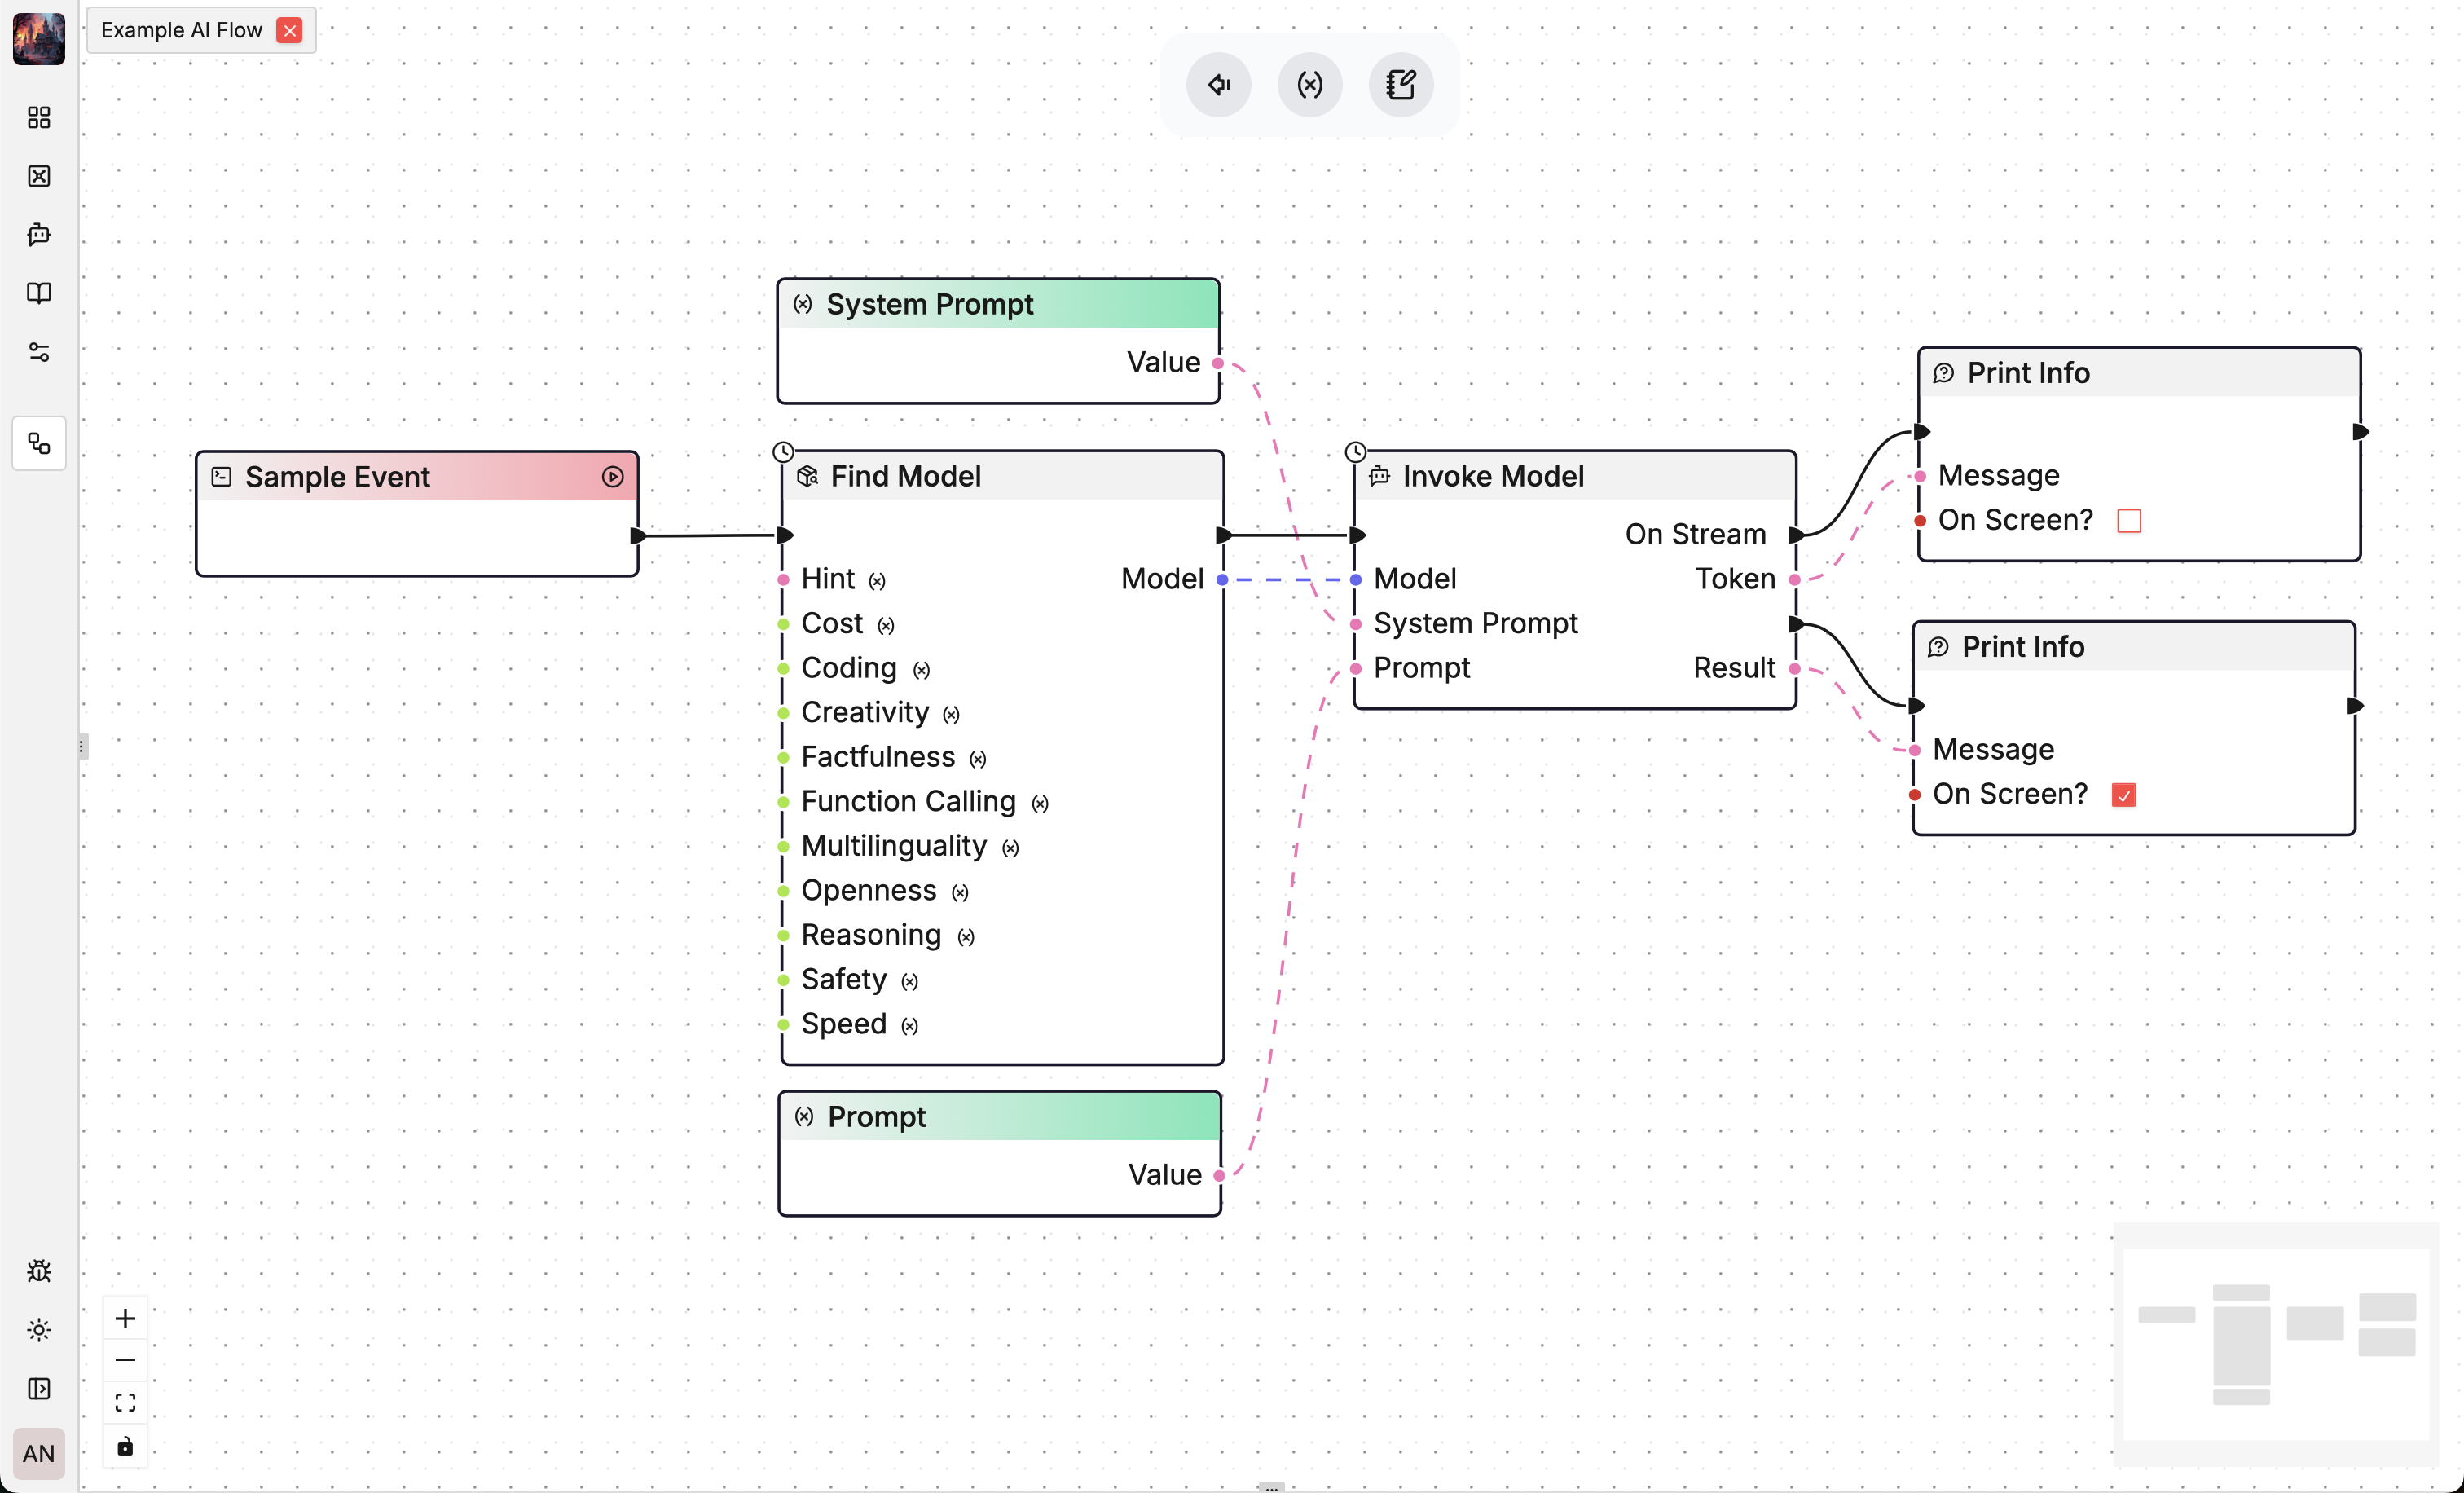 Example AI Flow
System Prompt
Value
Sample Event
Find Model
Hint
Model
Cost
Coding
Creativity
Factfulness
Function Calling
Multilinguality
Openness
Reasoning
Safety
Speed
Prompt
Value
Invoke Model
On Stream
Model
Token
System Prompt
Prompt
Result
Print Info
Message
On Screen?
Print Info
Message
On Screen?
AN